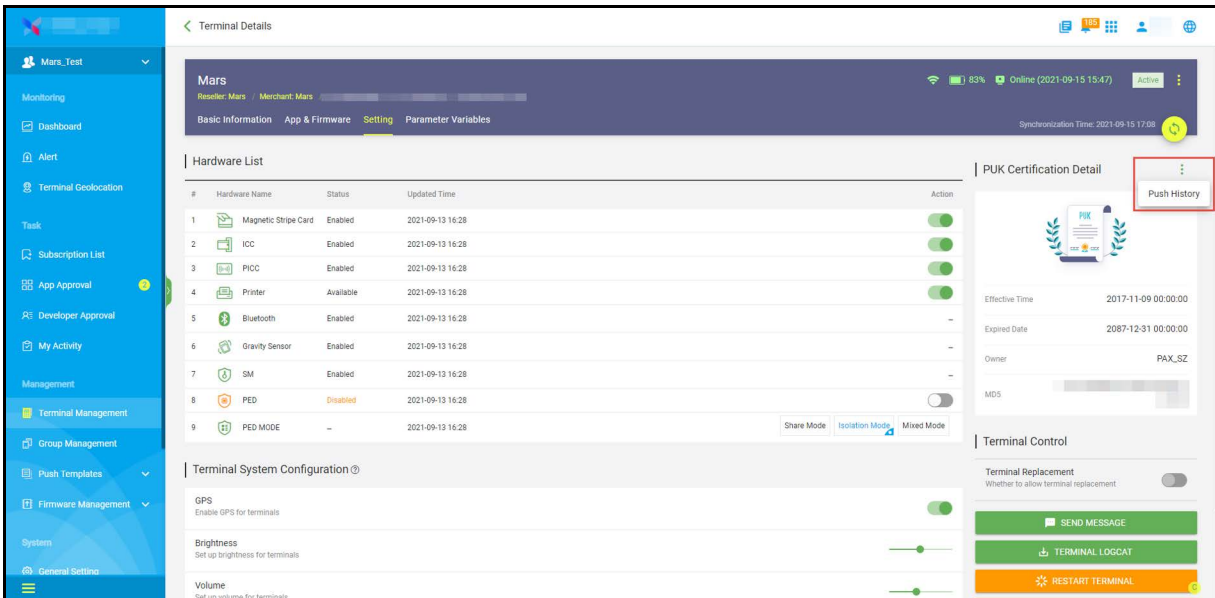 Terminal Details
185
Mars_Test
Monitoring
Dashboard
Alert
Terminal Geolocation
Task
Subscription List
App Approval 2
Developer Approval
My Activity
Management
Terminal Management
Group Management
Push Templates
Firmware Management
System
General Setting
Mars
83% Online (2021-09-15 15:47) Active
Reseller: Mars / Merchant: Mars
Basic Information App & Firmware Setting Parameter Variables
Synchronization Time: 2021-09-15 17:08
Hardware List
# Hardware Name Status Updated Time Action
1 Magnetic Stripe Card Enabled 2021-09-13 16:28
2 ICC Enabled 2021-09-13 16:28
3 PICC Enabled 2021-09-13 16:28
4 Printer Available 2021-09-13 16:28
5 Bluetooth Enabled 2021-09-13 16:28 –
6 Gravity Sensor Enabled 2021-09-13 16:28 –
7 SM Enabled 2021-09-13 16:28 –
8 PED Disabled 2021-09-13 16:28
9 PED MODE – 2021-09-13 16:28 Share Mode Isolation Mode Mixed Mode
Terminal System Configuration
GPS
Enable GPS for terminals
Brightness
Set up brightness for terminals
Volume
Set up volume for terminals
PUK Certification Detail
Push History
PUK
Effective Time 2017-11-09 00:00:00
Expired Date 2087-12-31 00:00:00
Owner PAX_SZ
MD5
Terminal Control
Terminal Replacement
Whether to allow terminal replacement
SEND MESSAGE
TERMINAL LOGCAT
RESTART TERMINAL